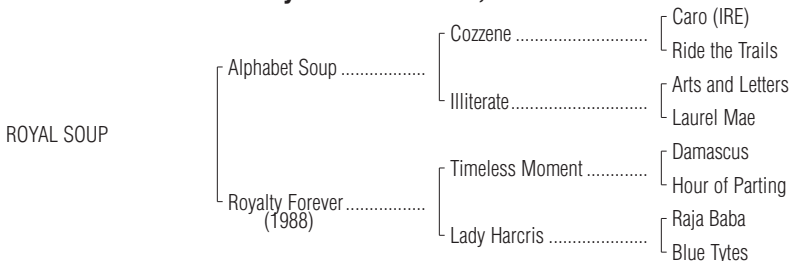 Caro (IRE)
Cozzene ..............................
Ride the Trails
Alphabet Soup ..................
Arts and Letters
Illiterate..............................
Laurel Mae
ROYAL SOUP
Damascus
Timeless Moment .............
Hour of Parting
Royalty Forever.................
(1988)
Raja Baba
Lady Harcris ......................
Blue Tytes